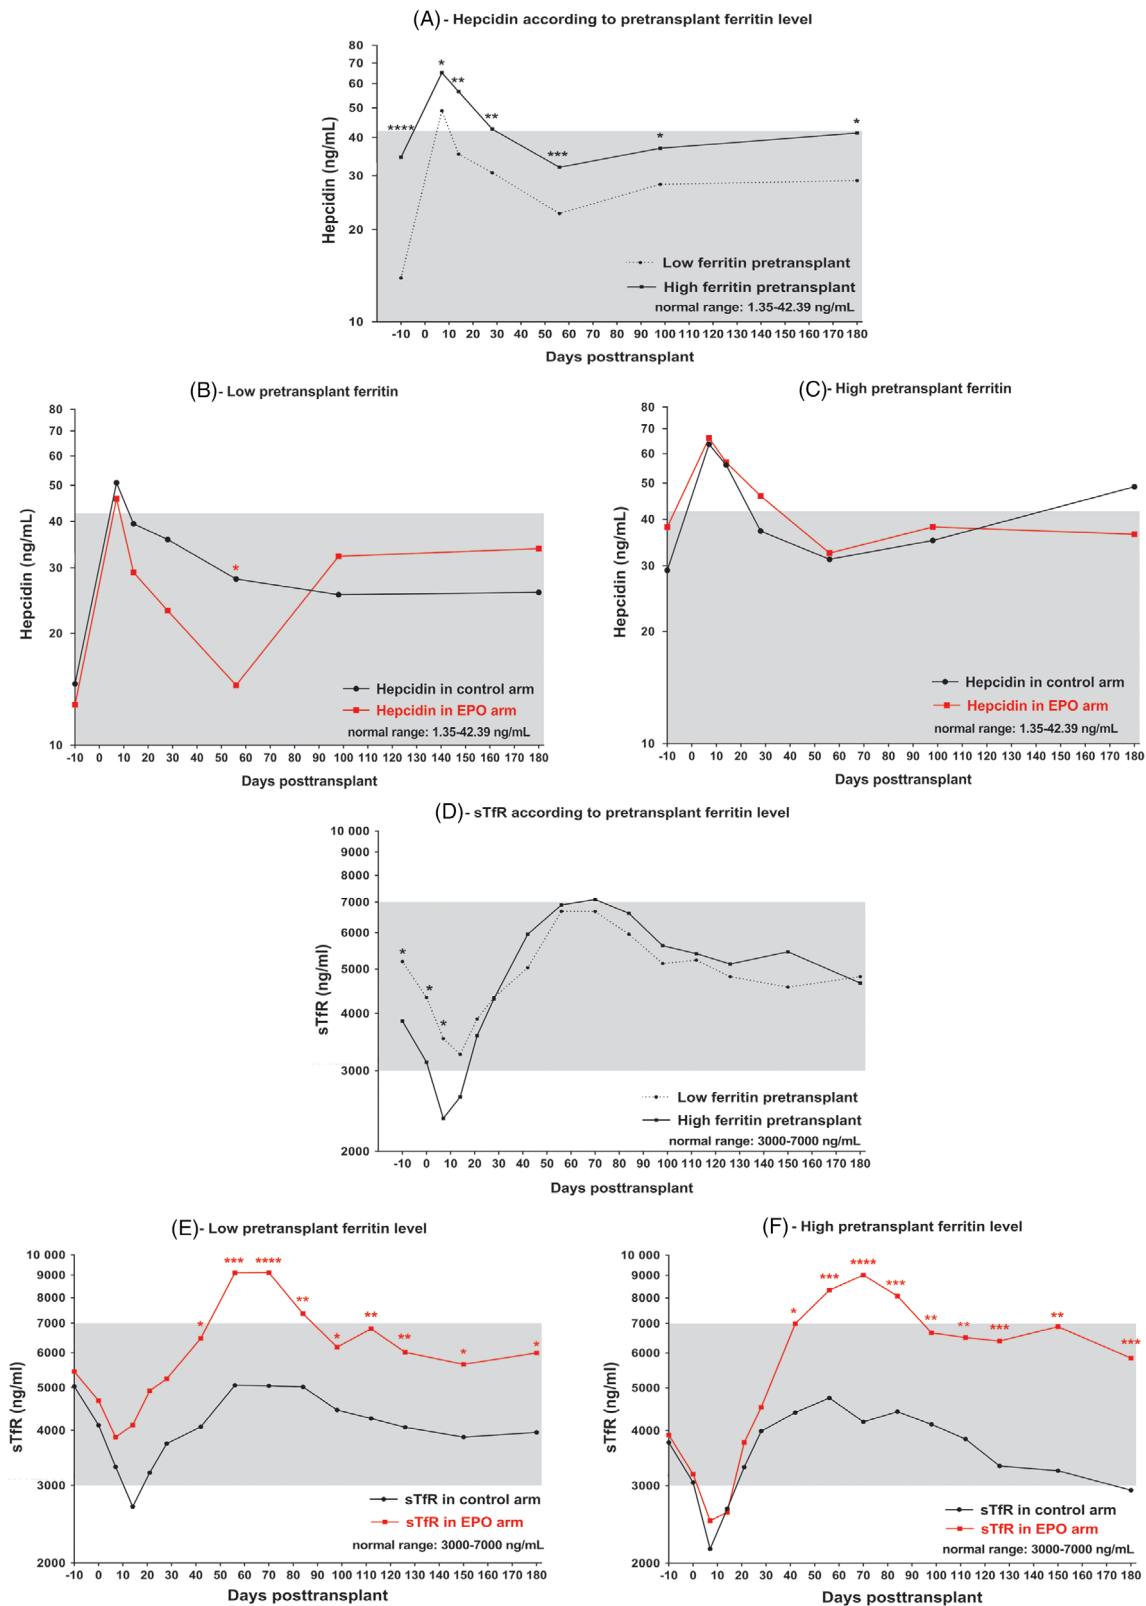 (A) - Hepcidin according to pretransplant ferritin level
80
70
60
50
40
30
20
10
Hepcidin (ng/mL)
****
*
**
**
***
*
*
Low ferritin pretransplant
High ferritin pretransplant
normal range: 1.35-42.39 ng/mL
-10 0 10 20 30 40 50 60 70 80 90 100 110 120 130 140 150 160 170 180
Days posttransplant
(B) - Low pretransplant ferritin
80
70
60
50
40
30
20
10
Hepcidin (ng/mL)
*
Hepcidin in control arm
Hepcidin in EPO arm
normal range: 1.35-42.39 ng/mL
-10 0 10 20 30 40 50 60 70 80 90 100 110 120 130 140 150 160 170 180
Days posttransplant
(C) - High pretransplant ferritin
80
70
60
50
40
30
20
10
Hepcidin (ng/mL)
Hepcidin in control arm
Hepcidin in EPO arm
normal range: 1.35-42.39 ng/mL
-10 0 10 20 30 40 50 60 70 80 90 100 110 120 130 140 150 160 170 180
Days posttransplant
(D) - sTfR according to pretransplant ferritin level
10 000
9000
8000
7000
6000
5000
4000
3000
2000
sTfR (ng/ml)
*
*
*
Low ferritin pretransplant
High ferritin pretransplant
normal range: 3000-7000 ng/mL
-10 0 10 20 30 40 50 60 70 80 90 100 110 120 130 140 150 160 170 180
Days posttransplant
(E) - Low pretransplant ferritin level
10 000
9000
8000
7000
6000
5000
4000
3000
2000
sTfR (ng/ml)
*
***
****
**
*
**
**
*
*
sTfR in control arm
sTfR in EPO arm
normal range: 3000-7000 ng/mL
-10 0 10 20 30 40 50 60 70 80 90 100 110 120 130 140 150 160 170 180
Days posttransplant
(F) - High pretransplant ferritin level
10 000
9000
8000
7000
6000
5000
4000
3000
2000
sTfR (ng/ml)
*
***
****
***
**
**
***
**
***
sTfR in control arm
sTfR in EPO arm
normal range: 3000-7000 ng/mL
-10 0 10 20 30 40 50 60 70 80 90 100 110 120 130 140 150 160 170 180
Days posttransplant